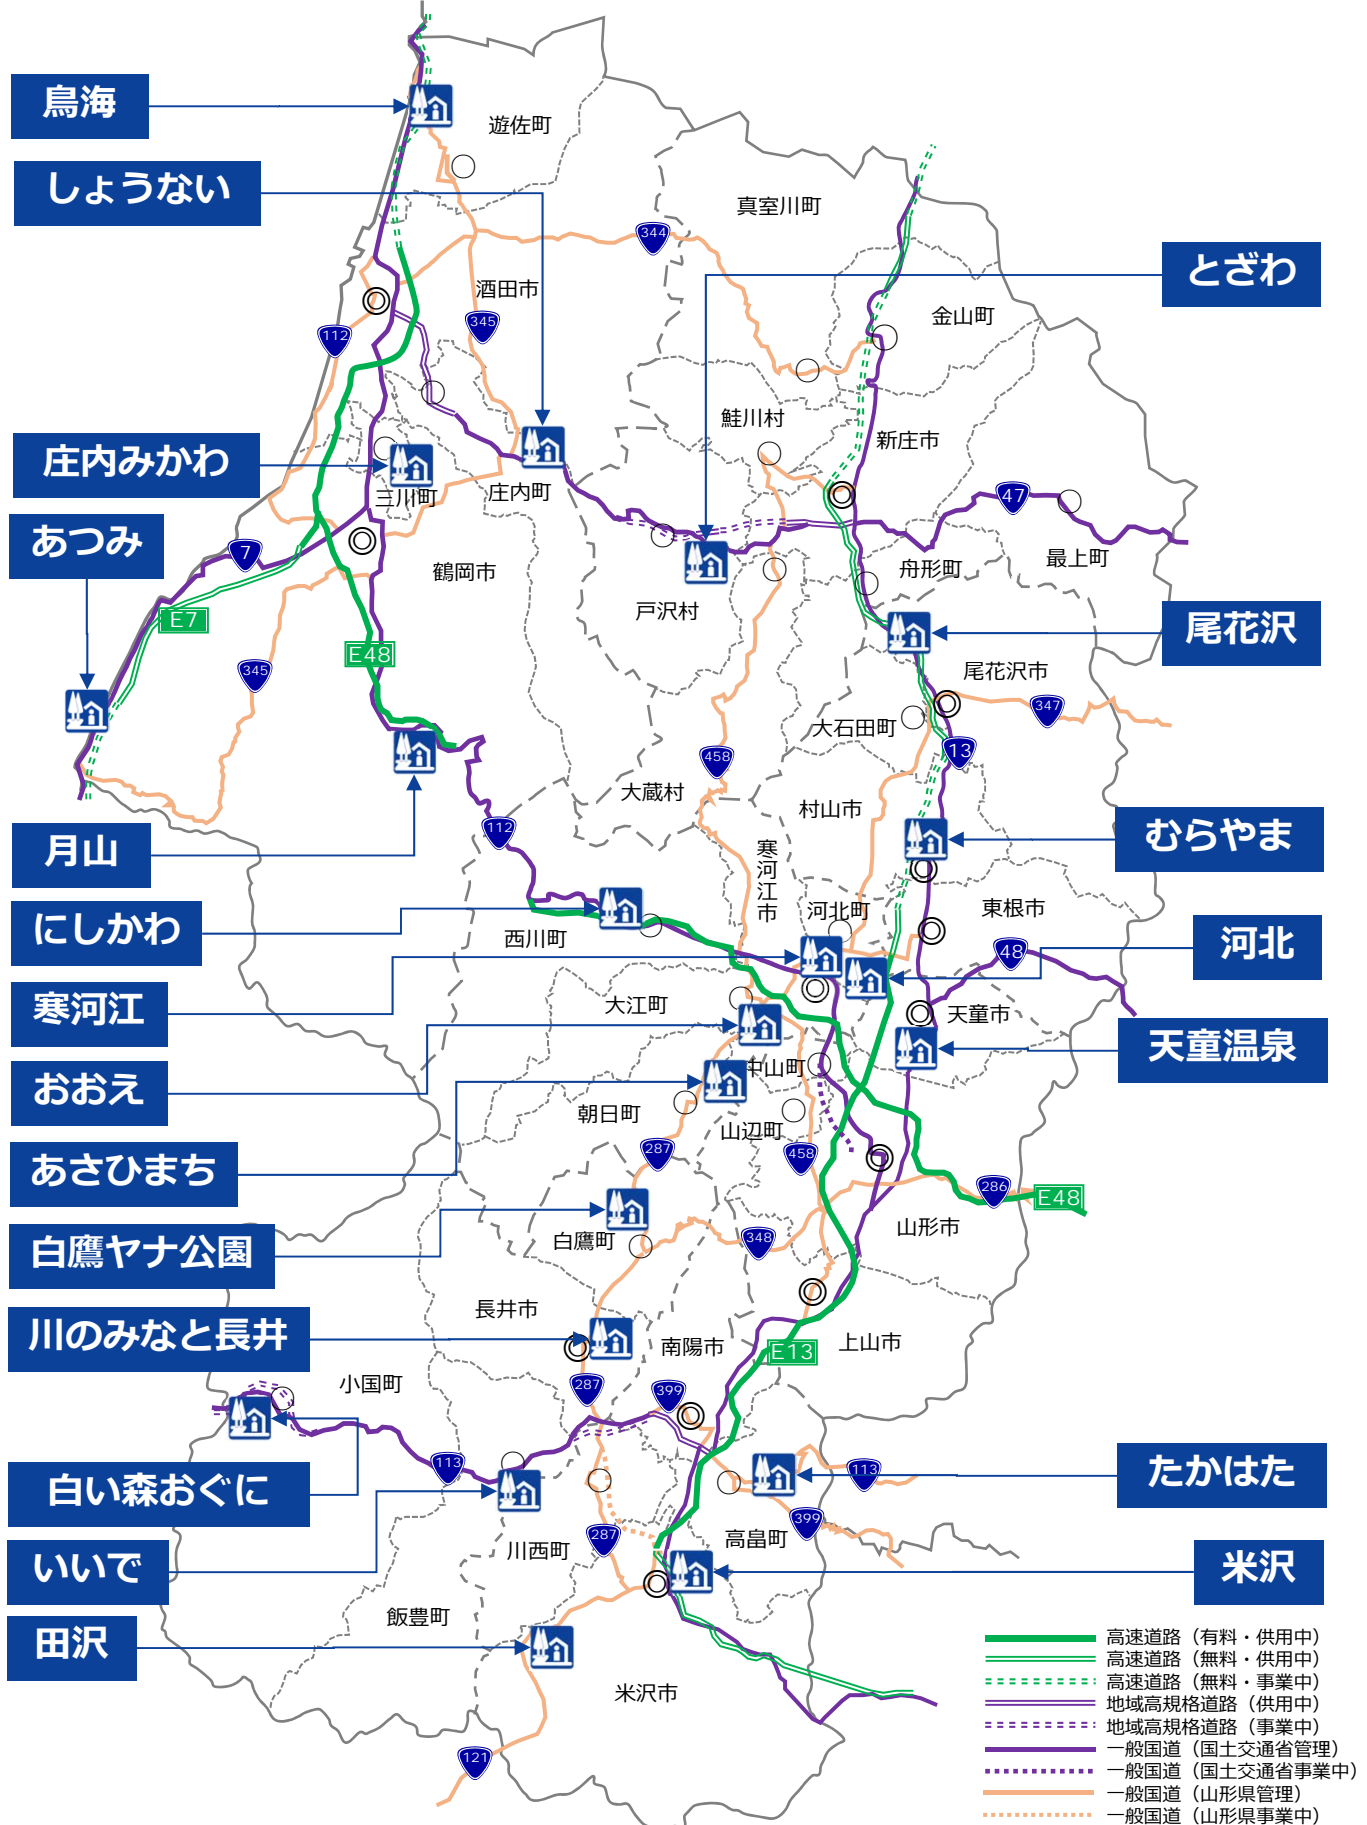 鳥海
遊佐町
しょうない
真室川町
344
とざわ
酒田市
金山町
345
112
鮭川村
新庄市
庄内みかわ
三川町
庄内町
47
あつみ
7
鶴岡市
舟形町
最上町
戸沢村
E7
尾花沢
E48
345
尾花沢市
347
大石田町
13
458
大蔵村
村山市
月山
112
むらやま
寒河江市
にしかわ
西川町
河北町
東根市
48
河北
寒河江
大江町
天童市
天童温泉
おおえ
中山町
朝日町
山辺町
あさひまち
287
458
286
E48
白鷹ヤナ公園
白鷹町
348
山形市
長井市
川のみなと長井
南陽市
E13
上山市
小国町
287
399
白い森おぐに
113
113
たかはた
399
287
高畠町
川西町
いいで
米沢
飯豊町
田沢
米沢市
121
高速道路（有料・供用中）
高速道路（無料・供用中）
高速道路（無料・事業中）
地域高規格道路（供用中）
地域高規格道路（事業中）
一般国道（国土交通省管理）
一般国道（国土交通省事業中）
一般国道（山形県管理）
一般国道（山形県事業中）